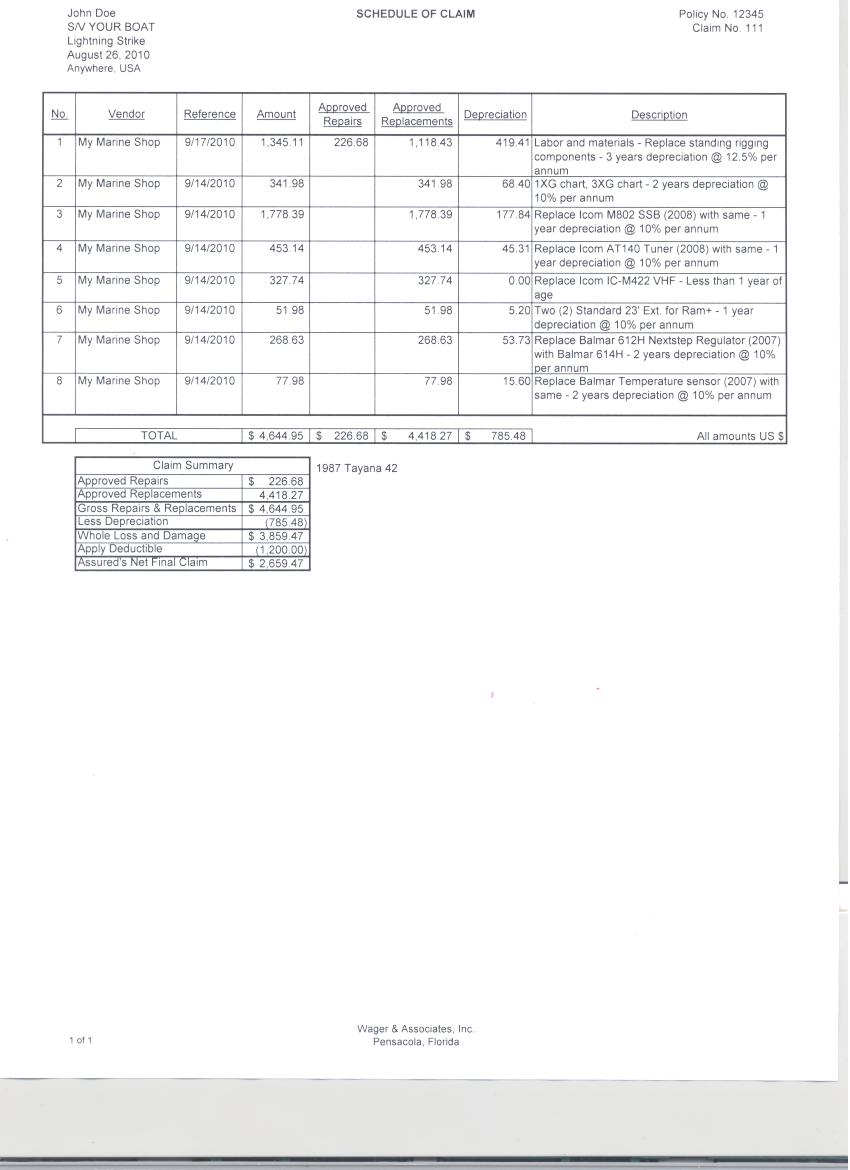 John Doe
S/V YOUR BOAT
Lightning Strike
August 26, 2010
Anywhere, USA
SCHEDULE OF CLAIM
Policy No. 12345
Claim No. 111
No. Vendor Reference Amount Approved Repairs Approved Replacements Depreciation Description
1 My Marine Shop 9/17/2010 1,345.11 226.68 1,118.43 419.41 Labor and materials - Replace standing rigging
components - 3 years depreciation @ 12.5% per
annum
2 My Marine Shop 9/14/2010 341.98 341.98 68.40 1XG chart, 3XG chart - 2 years depreciation @
10% per annum
3 My Marine Shop 9/14/2010 1,778.39 1,778.39 177.84 Replace Icom M802 SSB (2008) with same - 1
year depreciation @ 10% per annum
4 My Marine Shop 9/14/2010 453.14 453.14 45.31 Replace Icom AT140 Tuner (2008) with same - 1
year depreciation @ 10% per annum
5 My Marine Shop 9/14/2010 327.74 327.74 0.00 Replace Icom IC-M422 VHF - Less than 1 year of
age
6 My Marine Shop 9/14/2010 51.98 51.98 5.20 Two (2) Standard 23' Ext. for Ram+ - 1 year
depreciation @ 10% per annum
7 My Marine Shop 9/14/2010 268.63 268.63 53.73 Replace Balmar 612H Nextstep Regulator (2007)
with Balmar 614H - 2 years depreciation @ 10%
per annum
8 My Marine Shop 9/14/2010 77.98 77.98 15.60 Replace Balmar Temperature sensor (2007) with
same - 2 years depreciation @ 10% per annum
TOTAL $ 4,644.95 $ 226.68 $ 4,418.27 $ 785.48 All amounts US $
Claim Summary
1987 Tayana 42
Approved Repairs $ 226.68
Approved Replacements 4,418.27
Gross Repairs & Replacements $ 4,644.95
Less Depreciation (785.48)
Whole Loss and Damage $ 3,859.47
Apply Deductible (1,200.00)
Assured's Net Final Claim $ 2,659.47
Wager & Associates, Inc.
Pensacola, Florida
1 of 1